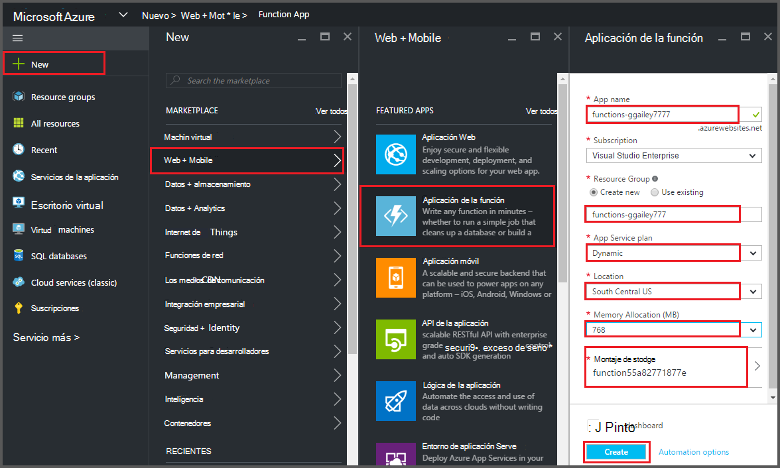 Microsoft Azure
Nuevo > Web + Mot * le > Function App
New
Resource groups
All resources
Recent
Servicios de la aplicación
Escritorio virtual
Virtud machines
SQL databases
Cloud services (classic)
Suscripciones
Servicio más >
New
Search the marketplace
MARKETPLACE
Ver todos
Machin virtual
Web + Mobile
Datos + almacenamiento
Datos + Analytics
Internet de Things
Funciones de red
Integración empresarial
Seguridad + Identity
Servicios para desarrolladores
Management
Inteligencia
Contenedores
RECIENTES
Web + Mobile
FEATURED APPS
Ver todos
Aplicación Web
Enjoy secure and flexible
development, deployment, and
scaling options for your web app.
Aplicación de la función
Write any function in minutes –
whether to run a simple job that
cleans up a database or build a
Aplicación móvil
A scalable and secure backend that
can be used to power apps on any
platform – iOS, Android, Windows or
API de la aplicación
scalable RESTful API with enterprise
grade securi9•. exceso de seño"
and auto SDK generation
Lógica de la aplicación
Automate the access and use of
data across clouds without writing
code
Entorno de aplicación Serve
Deploy Azure App Services in your
Aplicación de la función
* App name
functions-ggailey7777
.azurewebsites.net
* Subscription
Visual Studio Enterprise
* Resource Group
Create new Use existing
functions-ggailey777
* App Service plan
Dynamic
* Location
South Central US
* Memory Allocation (MB)
768
* Montaje de stodge
function55a82771877e
: J Pinto dashboard
Create Automation options